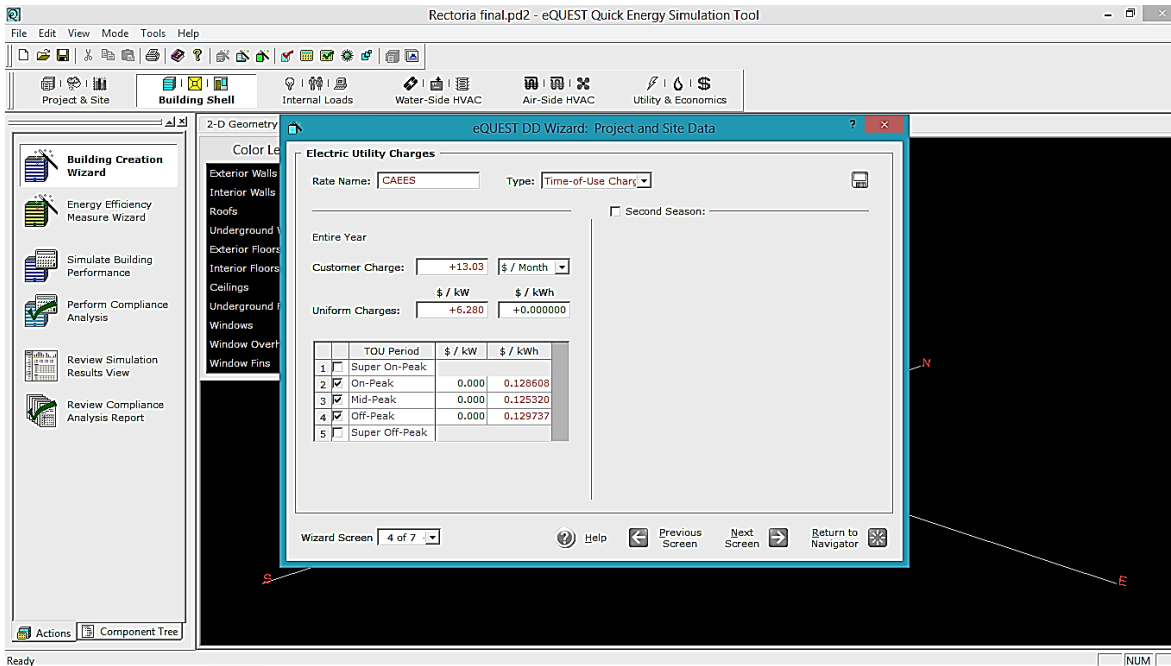 Rectoria final.pd2 - eQUEST Quick Energy Simulation Tool
File Edit View Mode Tools Help
Project & Site Building Shell Internal Loads Water-Side HVAC Air-Side HVAC Utility & Economics
Building Creation
Wizard
Energy Efficiency
Measure Wizard
Simulate Building
Performance
Perform Compliance
Analysis
Review Simulation
Results View
Review Compliance
Analysis Report
Actions Component Tree
2-D Geometry
Color Le
Exterior Walls
Interior Walls
Roofs
Underground
Exterior Floors
Interior Floors
Ceilings
Underground F
Windows
Window Overh
Window Fins
eQUEST DD Wizard: Project and Site Data ?
Electric Utility Charges
Rate Name: CAEES Type: Time-of-Use Charg
Second Season:
Entire Year
Customer Charge: +13.03 $ / Month
$ / kW $ / kWh
Uniform Charges: +6.280 +0.000000
TOU Period $ / kW $ / kWh
1 Super On-Peak
2 On-Peak 0.000 0.128608
3 Mid-Peak 0.000 0.125320
4 Off-Peak 0.000 0.129737
5 Super Off-Peak
Wizard Screen 4 of 7 Help Previous Screen Next Screen Return to Navigator
N
S
E
Ready NUM